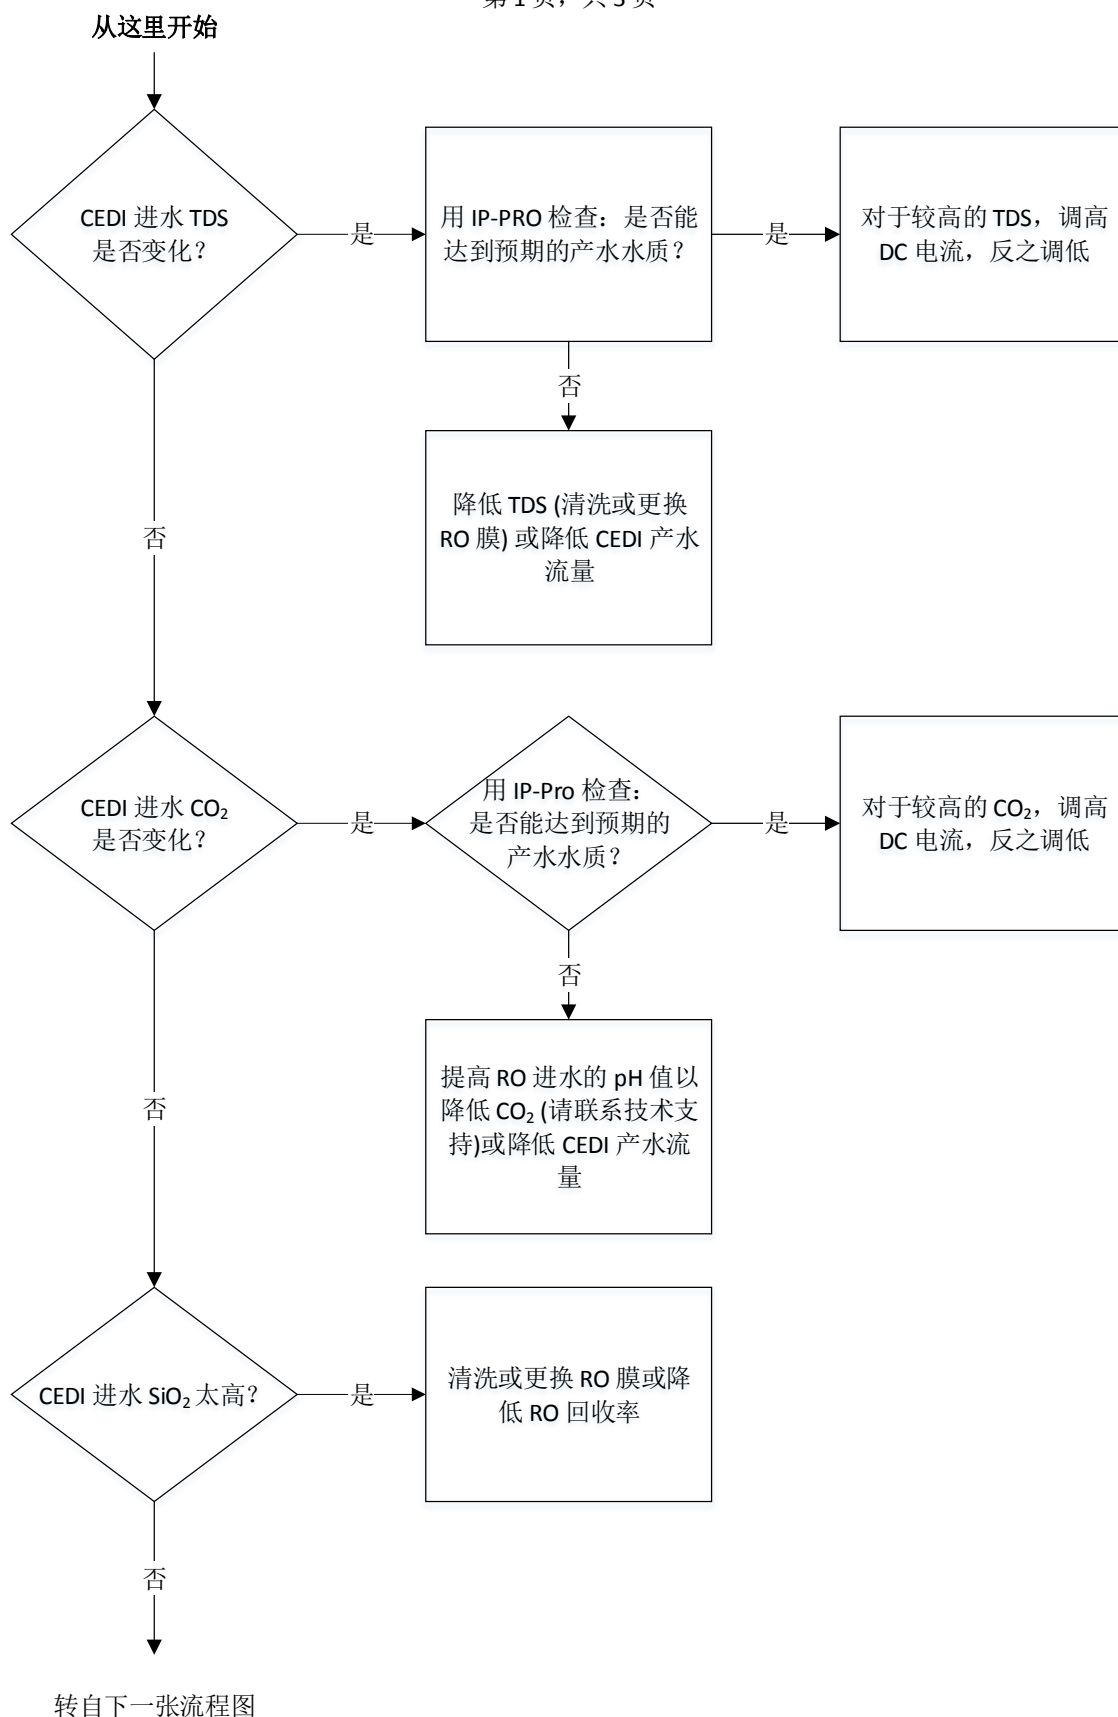 第 1 页，共 3 页
从这里开始
CEDI 进水 TDS
是否变化？
是
用 IP-PRO 检查：是否能
达到预期的产水水质？
是
对于较高的 TDS，调高
DC 电流，反之调低
否
降低 TDS (清洗或更换
RO 膜) 或降低 CEDI 产水
流量
否
CEDI 进水 CO₂
是否变化？
是
用 IP-Pro 检查：
是否能达到预期的
产水水质？
是
对于较高的 CO₂，调高
DC 电流，反之调低
否
提高 RO 进水的 pH 值以
降低 CO₂ (请联系技术支
持)或降低 CEDI 产水流
量
否
CEDI 进水 SiO₂ 太高？
是
清洗或更换 RO 膜或降
低 RO 回收率
否
转自下一张流程图